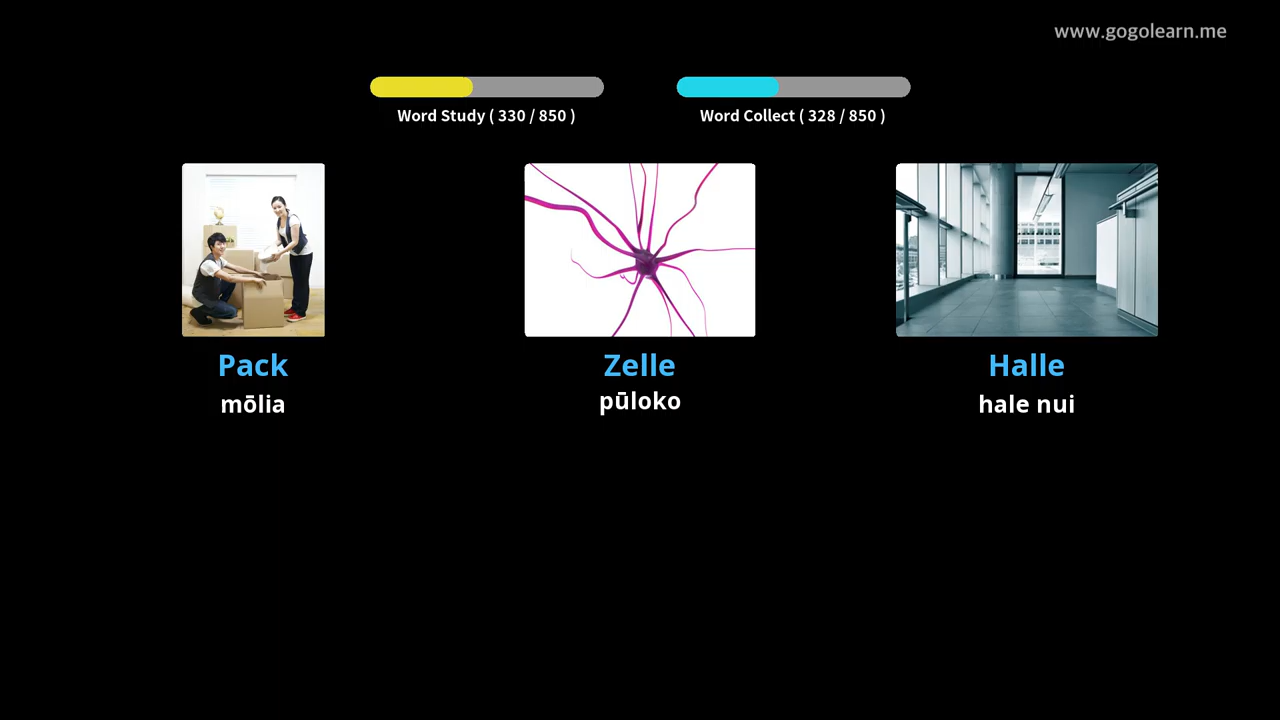 www.gogolearn.me
Word Study ( 330 / 850 )
Word Collect ( 328 / 850 )
Pack
mōlia
Zelle
pūloko
Halle
hale nui